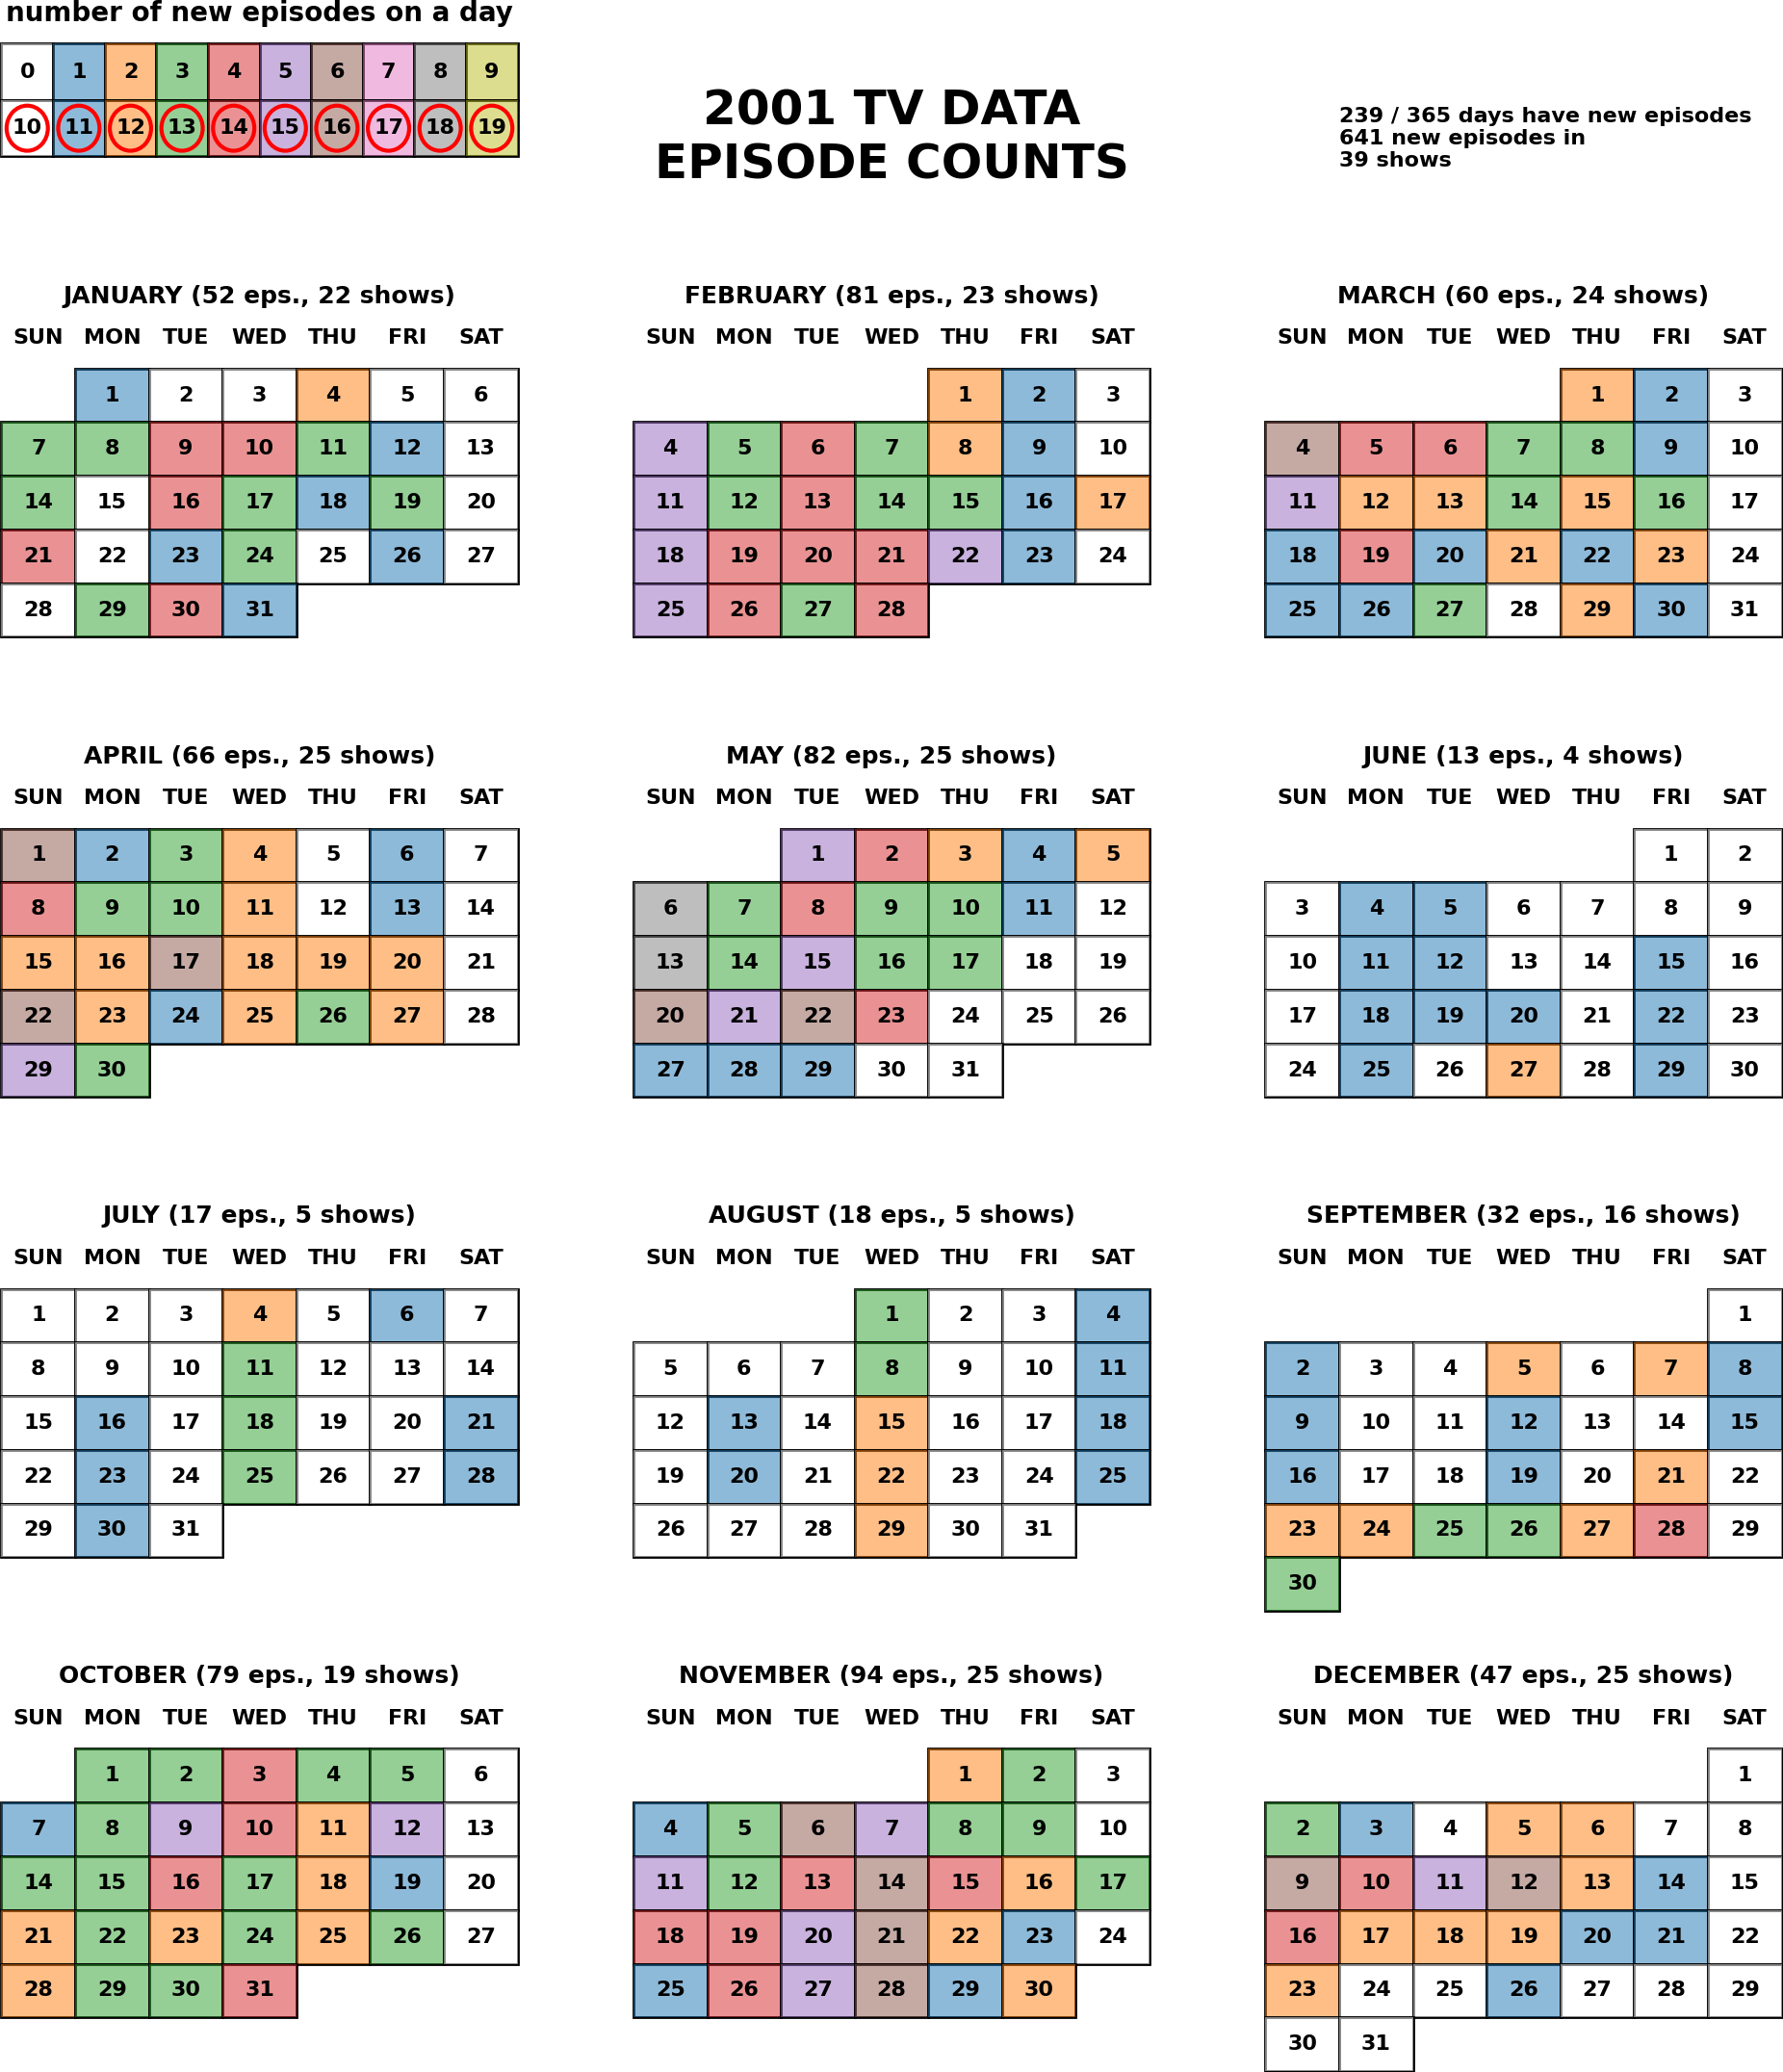 number of new episodes on a day
0 1 2 3 4 5 6 7 8 9
10 11 12 13 14 15 16 17 18 19
2001 TV DATA
EPISODE COUNTS
239 / 365 days have new episodes
641 new episodes in
39 shows
JANUARY (52 eps., 22 shows)
SUN MON TUE WED THU FRI SAT
1 2 3 4 5 6
7 8 9 10 11 12 13
14 15 16 17 18 19 20
21 22 23 24 25 26 27
28 29 30 31
FEBRUARY (81 eps., 23 shows)
SUN MON TUE WED THU FRI SAT
1 2 3
4 5 6 7 8 9 10
11 12 13 14 15 16 17
18 19 20 21 22 23 24
25 26 27 28
MARCH (60 eps., 24 shows)
SUN MON TUE WED THU FRI SAT
1 2 3
4 5 6 7 8 9 10
11 12 13 14 15 16 17
18 19 20 21 22 23 24
25 26 27 28 29 30 31
APRIL (66 eps., 25 shows)
SUN MON TUE WED THU FRI SAT
1 2 3 4 5 6 7
8 9 10 11 12 13 14
15 16 17 18 19 20 21
22 23 24 25 26 27 28
29 30
MAY (82 eps., 25 shows)
SUN MON TUE WED THU FRI SAT
1 2 3 4 5
6 7 8 9 10 11 12
13 14 15 16 17 18 19
20 21 22 23 24 25 26
27 28 29 30 31
JUNE (13 eps., 4 shows)
SUN MON TUE WED THU FRI SAT
1 2
3 4 5 6 7 8 9
10 11 12 13 14 15 16
17 18 19 20 21 22 23
24 25 26 27 28 29 30
JULY (17 eps., 5 shows)
SUN MON TUE WED THU FRI SAT
1 2 3 4 5 6 7
8 9 10 11 12 13 14
15 16 17 18 19 20 21
22 23 24 25 26 27 28
29 30 31
AUGUST (18 eps., 5 shows)
SUN MON TUE WED THU FRI SAT
1 2 3 4
5 6 7 8 9 10 11
12 13 14 15 16 17 18
19 20 21 22 23 24 25
26 27 28 29 30 31
SEPTEMBER (32 eps., 16 shows)
SUN MON TUE WED THU FRI SAT
1
2 3 4 5 6 7 8
9 10 11 12 13 14 15
16 17 18 19 20 21 22
23 24 25 26 27 28 29
30
OCTOBER (79 eps., 19 shows)
SUN MON TUE WED THU FRI SAT
1 2 3 4 5 6
7 8 9 10 11 12 13
14 15 16 17 18 19 20
21 22 23 24 25 26 27
28 29 30 31
NOVEMBER (94 eps., 25 shows)
SUN MON TUE WED THU FRI SAT
1 2 3
4 5 6 7 8 9 10
11 12 13 14 15 16 17
18 19 20 21 22 23 24
25 26 27 28 29 30
DECEMBER (47 eps., 25 shows)
SUN MON TUE WED THU FRI SAT
1
2 3 4 5 6 7 8
9 10 11 12 13 14 15
16 17 18 19 20 21 22
23 24 25 26 27 28 29
30 31